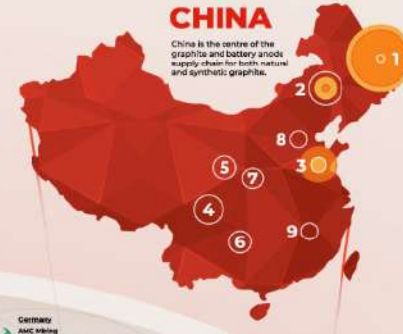 CHINA
China is the centre of the
graphite and battery anode
supply chain for both natural
and synthetic graphite.
1
2
8
3
5
7
4
9
6
Germany
AMC Mining